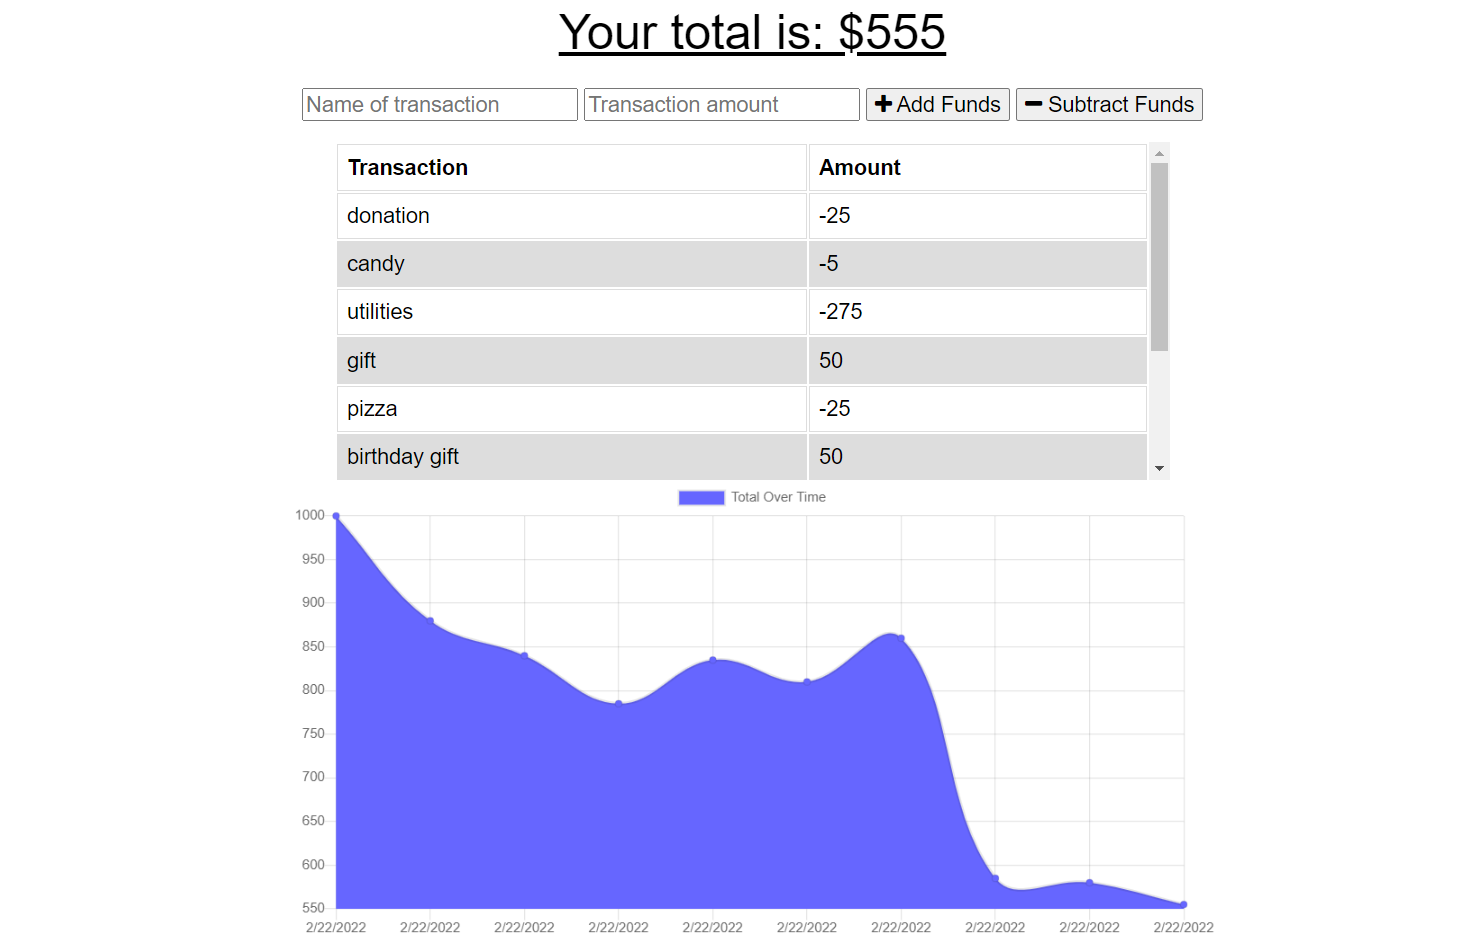 Your total is: $555
Name of transaction Transaction amount Add Funds Subtract Funds
Transaction Amount
donation -25
candy -5
utilities -275
gift 50
pizza -25
birthday gift 50
Total Over Time
1000
950
900
850
800
750
700
650
600
550
2/22/2022 2/22/2022 2/22/2022 2/22/2022 2/22/2022 2/22/2022 2/22/2022 2/22/2022 2/22/2022 2/22/2022